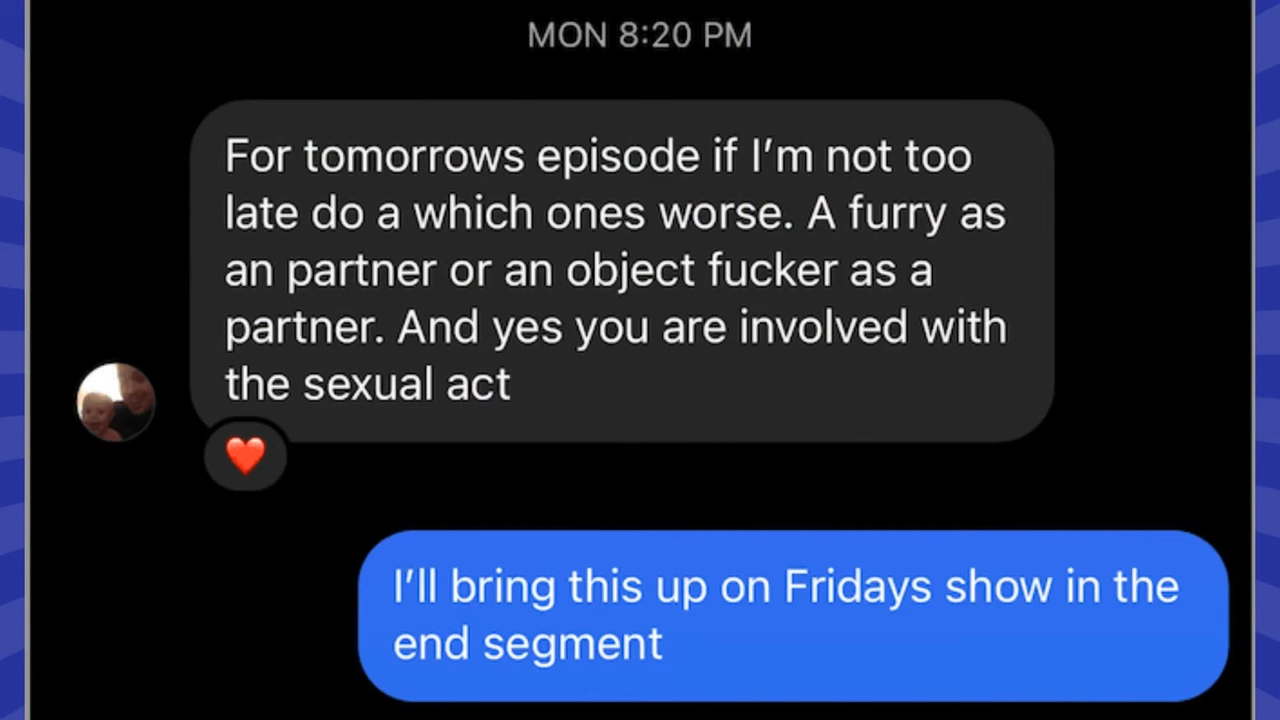 MON 8:20 PM
For tomorrows episode if I’m not too
late do a which ones worse. A furry as
an partner or an object fucker as a
partner. And yes you are involved with
the sexual act
I’ll bring this up on Fridays show in the
end segment